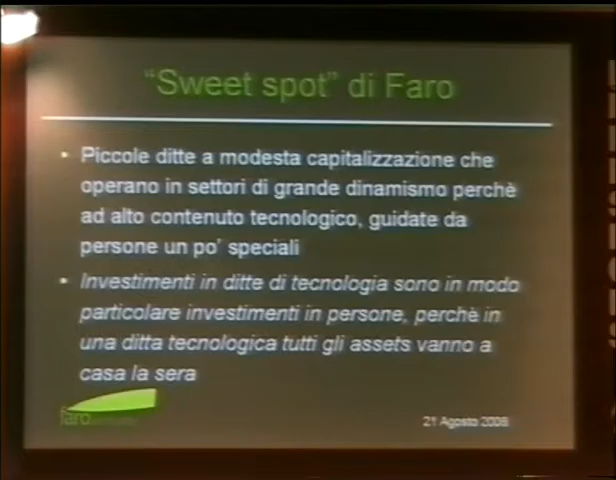 “Sweet spot” di Faro
• Piccole ditte a modesta capitalizzazione che
operano in settori di grande dinamismo perchè
ad alto contenuto tecnologico, guidate da
persone un po’ speciali
• Investimenti in ditte di tecnologia sono in modo
particolare investimenti in persone, perchè in
una ditta tecnologica tutti gli assets vanno a
casa la sera
faro
21 Agosto 2008